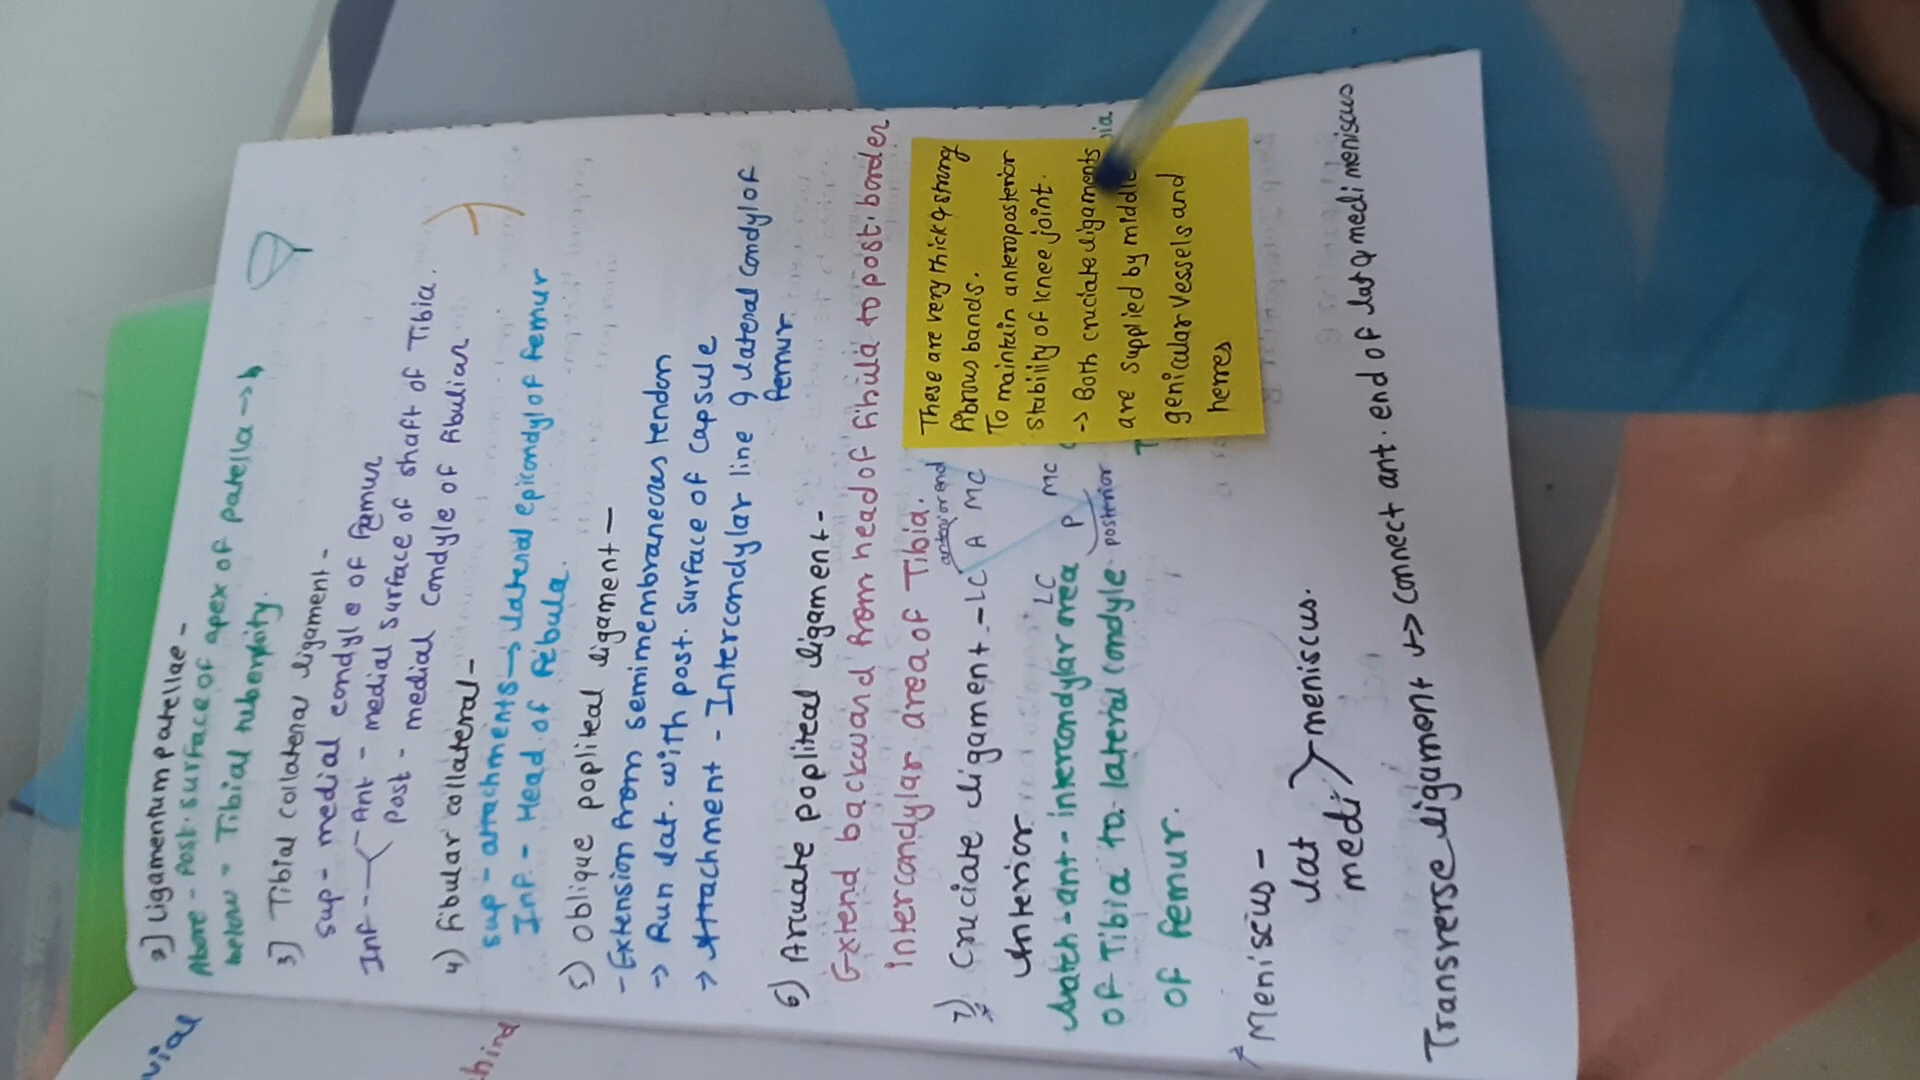 2) Ligamentum patellae -
Above - Post. surface of apex of patella ->
below - Tibial tuberosity.
3) Tibial collateral ligament -
Sup - medial condyle of Femur
Inf - Ant - medial surface of shaft of Tibia.
Post - medial Condyle of fibulian
4) fibular collateral -
Sup - attachments -> lateral epicondyl of femur
Inf. - Head of febula.
5) Oblique popliteal ligament -
- Extension from semimembraneces tendon
-> Run lat. with post. surface of capsule
-> Attachment - Intercondylar line & lateral condyl of
femur
6) Arcuate popliteal ligament -
Extend backward from head of fibula to post. border
intercondylar, area of Tibia.
7) Cruciate ligament - LC A MC
anterior end
Anterior LC P MC
posterior
Aatch - ant - intercondylar area
of Tibia to lateral condyle
of femur.
These are very thick & strong
fibrous bands.
To maintain anteroposterior
stability of knee joint.
-> Both cruciate ligaments
are supplied by middle
genicular vessels and
nerves
Meniscus -
lat
medi meniscus.
Transverse ligament -> connect ant. end of lat & medi meniscus
vial
hind